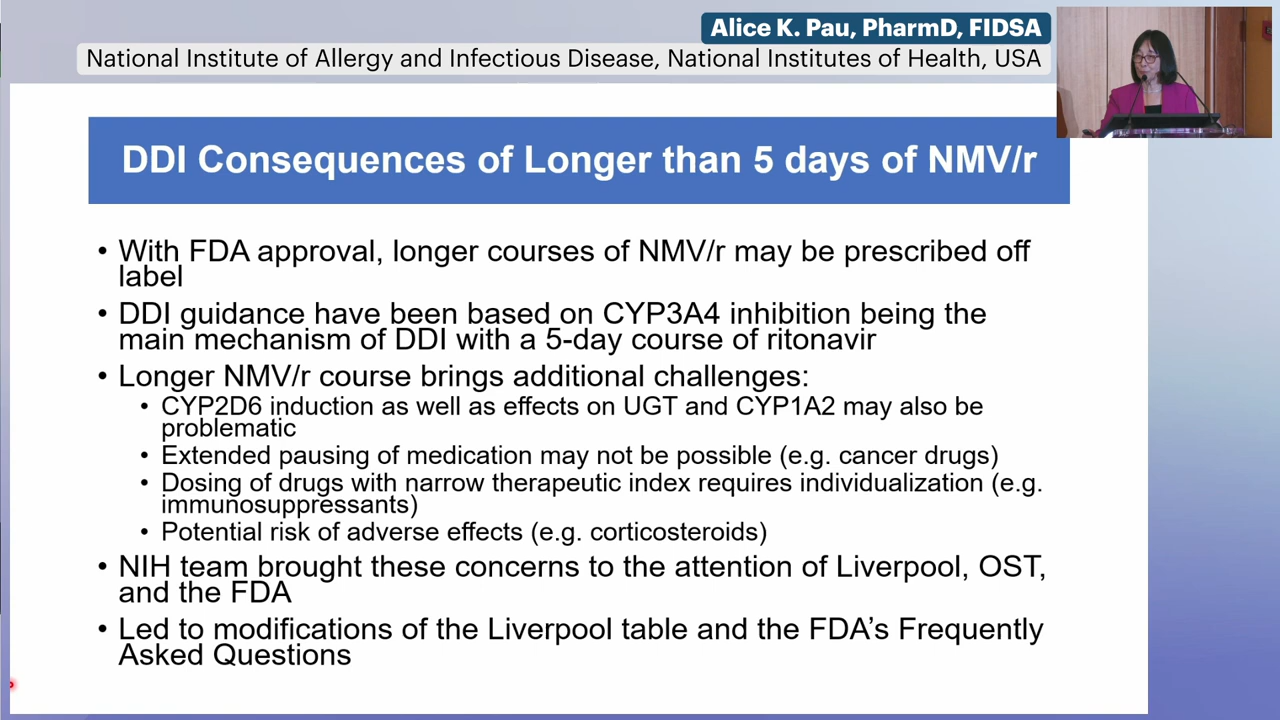 Alice K. Pau, PharmD, FIDSA
National Institute of Allergy and Infectious Disease, National Institutes of Health, USA
DDI Consequences of Longer than 5 days of NMV/r
• With FDA approval, longer courses of NMV/r may be prescribed off
label
• DDI guidance have been based on CYP3A4 inhibition being the
main mechanism of DDI with a 5-day course of ritonavir
• Longer NMV/r course brings additional challenges:
• CYP2D6 induction as well as effects on UGT and CYP1A2 may also be
problematic
• Extended pausing of medication may not be possible (e.g. cancer drugs)
• Dosing of drugs with narrow therapeutic index requires individualization (e.g.
immunosuppressants)
• Potential risk of adverse effects (e.g. corticosteroids)
• NIH team brought these concerns to the attention of Liverpool, OST,
and the FDA
• Led to modifications of the Liverpool table and the FDA’s Frequently
Asked Questions